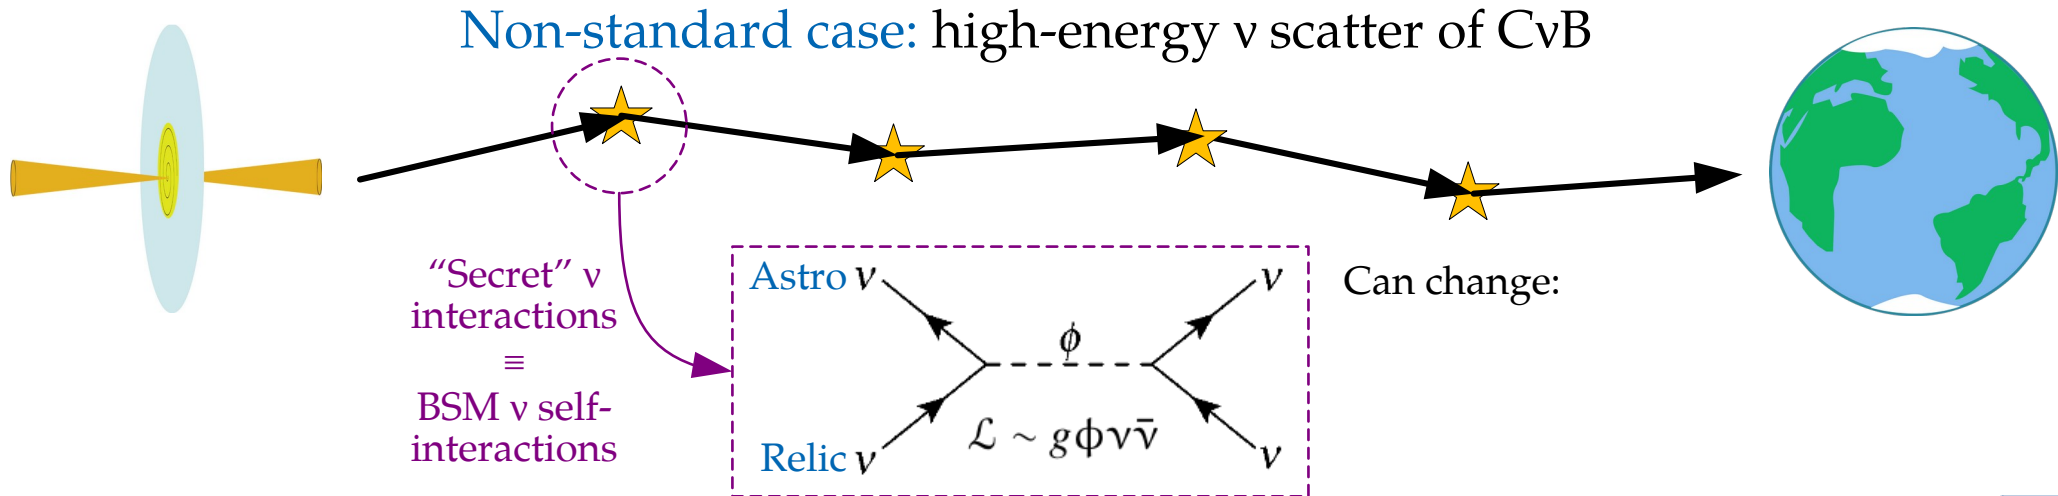 Non-standard case: high-energy ν scatter of CνB
“Secret” ν
interactions
≡
BSM ν self-
interactions
Astro ν
ν
Can change:
ϕ
ℒ ~ gϕνν̄
Relic ν
ν